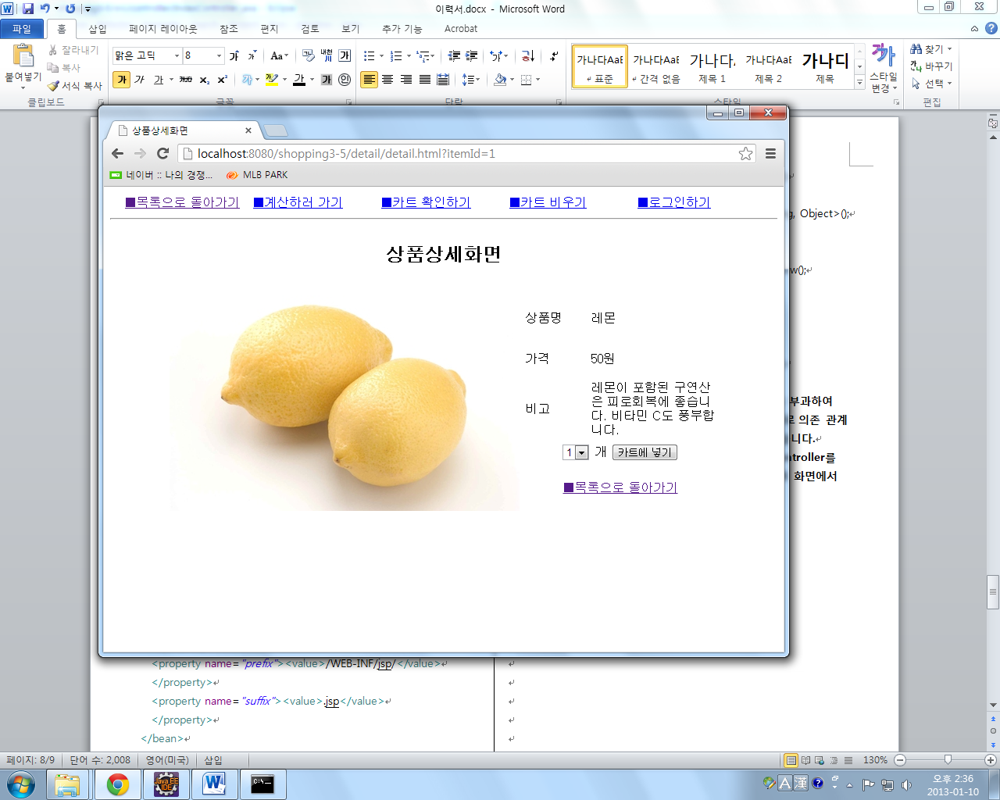 이력서.docx - Microsoft Word
파일 홈 삽입 페이지 레이아웃 참조 편지 검토 보기 추가 기능 Acrobat
붙여넣기
잘라내기
복사
서식 복사
클립보드
맑은 고딕 8
글꼴
단락
가나다AaB 가나다AaB 가나다, 가나다AaB 가나다
표준 간격 없음 제목 1 제목 2 제목
스타일
스타일 변경
찾기
바꾸기
선택
편집
상품상세화면
localhost:8080/shopping3-5/detail/detail.html?itemId=1
네이버 :: 나의 경쟁...
MLB PARK
■목록으로 돌아가기 ■계산하러 가기 ■카트 확인하기 ■카트 비우기 ■로그인하기
상품상세화면
상품명 레몬
가격 50원
비고
레몬이 포함된 구연산
은 피로회복에 좋습니
다. 비타민 C도 풍부합
니다.
1 개 카트에 넣기
■목록으로 돌아가기
g, Object>();
w();
부과하여
로 의존 관계
니다.
ntroller를
화면에서
<property name="prefix"><value>/WEB-INF/jsp/</value>
</property>
<property name="suffix"><value>.jsp</value>
</property>
</bean>
페이지: 8/9 단어 수: 2,008 영어(미국) 삽입 130%
Java EE
IDE
C:\_
A 漢
오후 2:36
2013-01-10